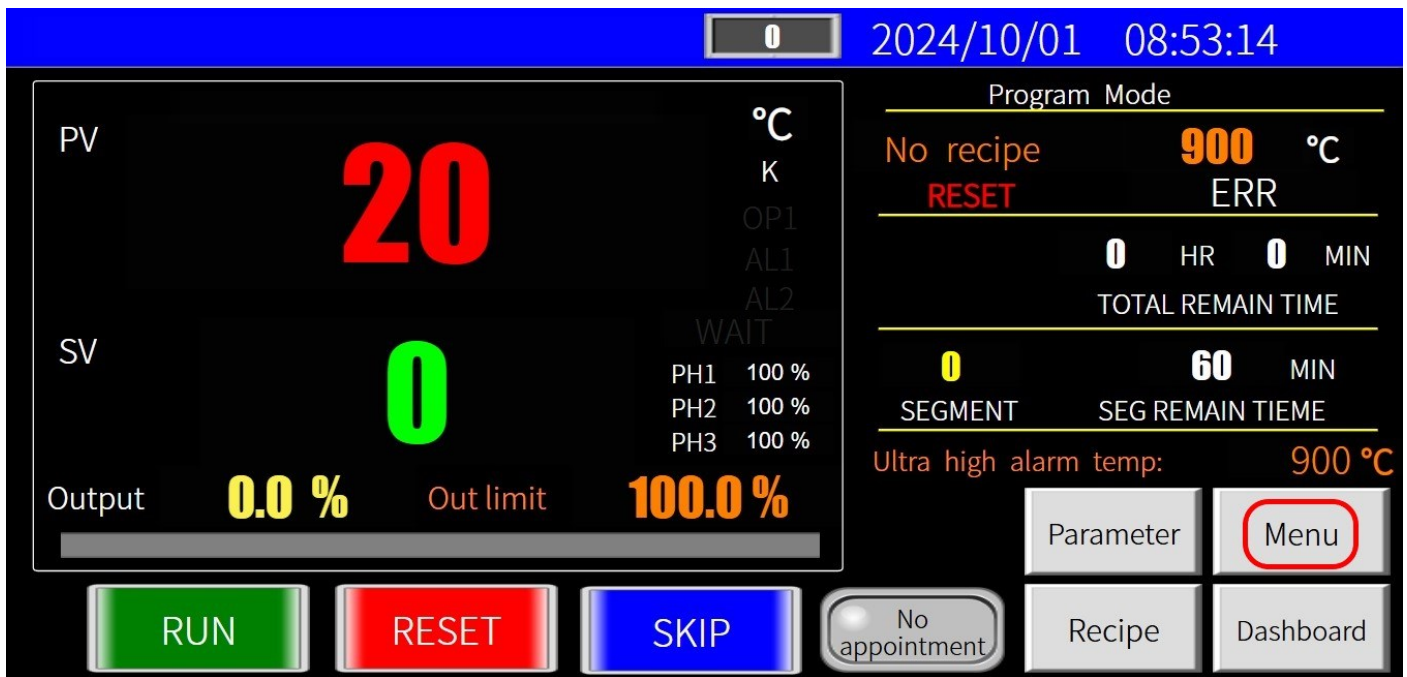 0 2024/10/01 08:53:14
PV
20
°C
K
OP1
AL1
AL2
WAIT
SV
0
PH1 100 %
PH2 100 %
PH3 100 %
Output 0.0 % Out limit 100.0 %
Program Mode
No recipe 900 °C
RESET ERR
0 HR 0 MIN
TOTAL REMAIN TIME
0 60 MIN
SEGMENT SEG REMAIN TIEME
Ultra high alarm temp: 900 °C
Parameter Menu
RUN RESET SKIP
No
appointment
Recipe Dashboard